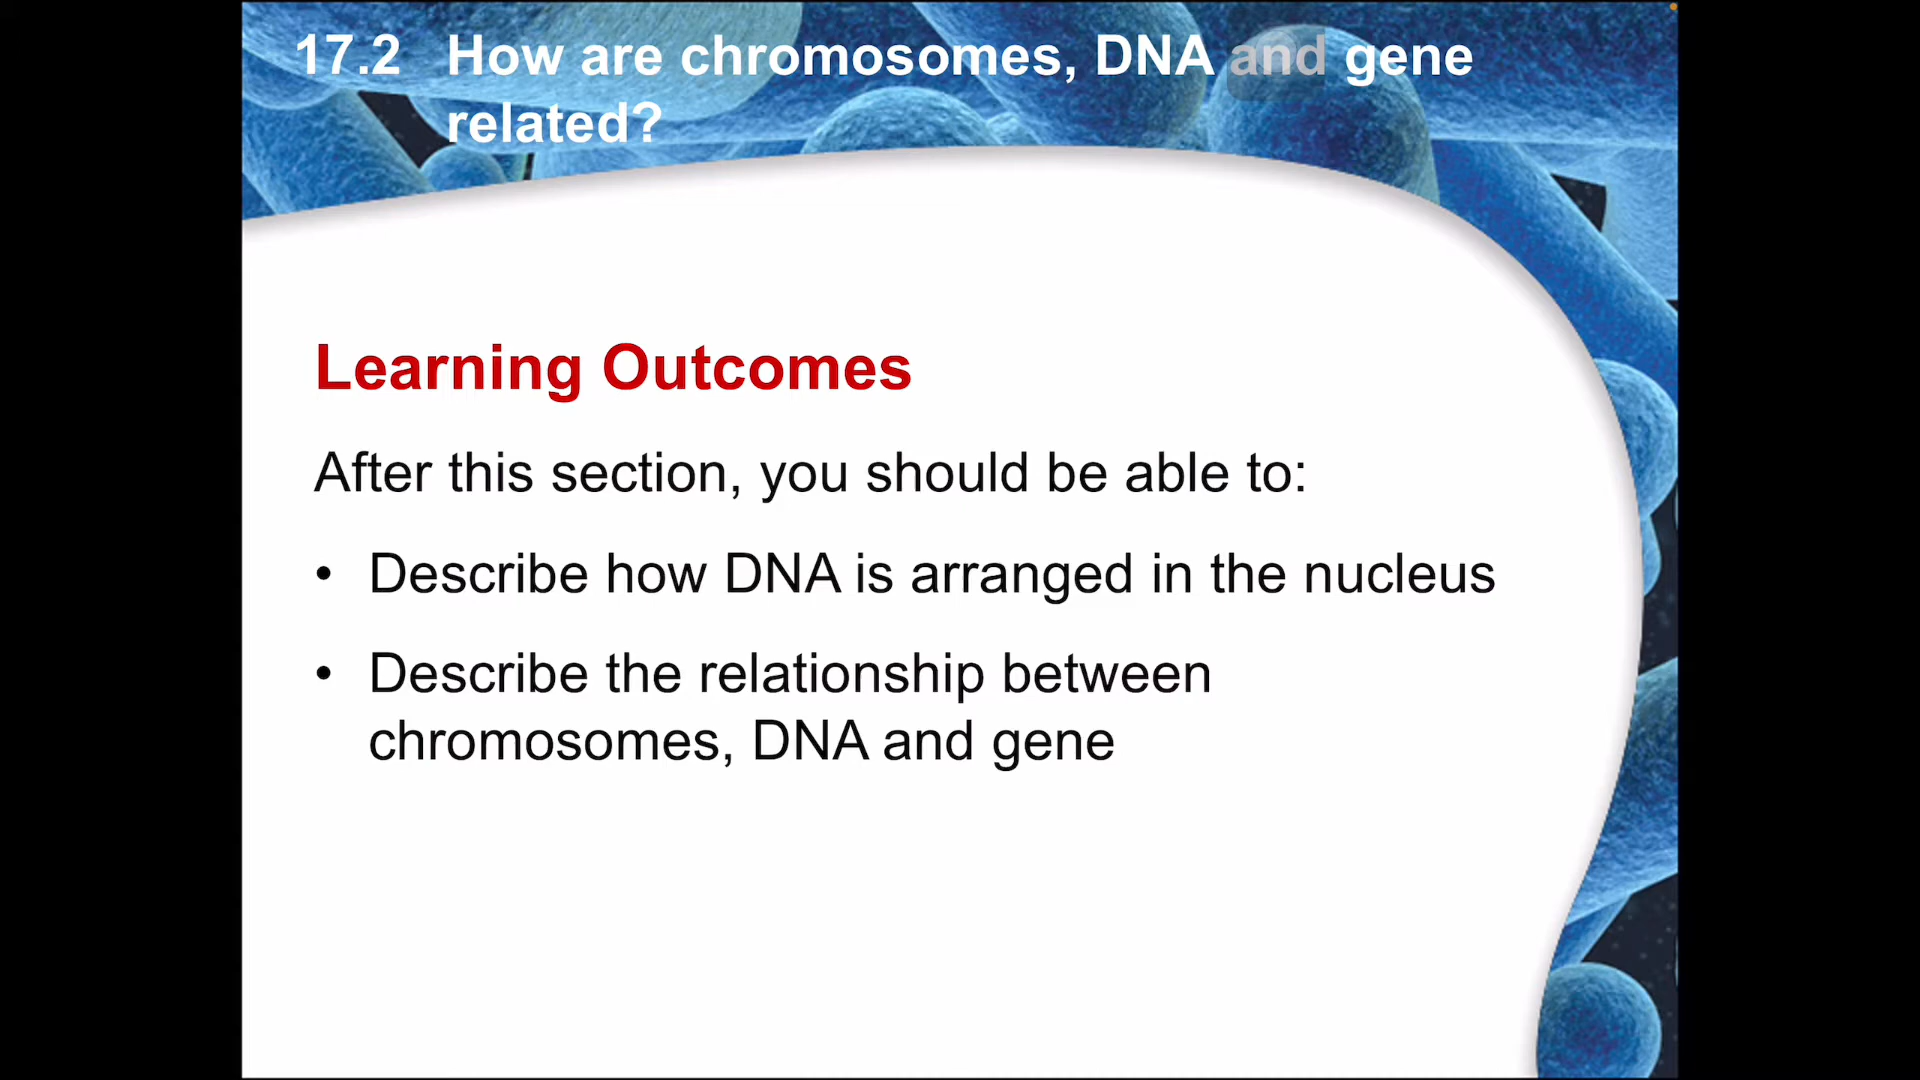 17.2 How are chromosomes, DNA and gene
related?
Learning Outcomes
After this section, you should be able to:
• Describe how DNA is arranged in the nucleus
• Describe the relationship between
chromosomes, DNA and gene